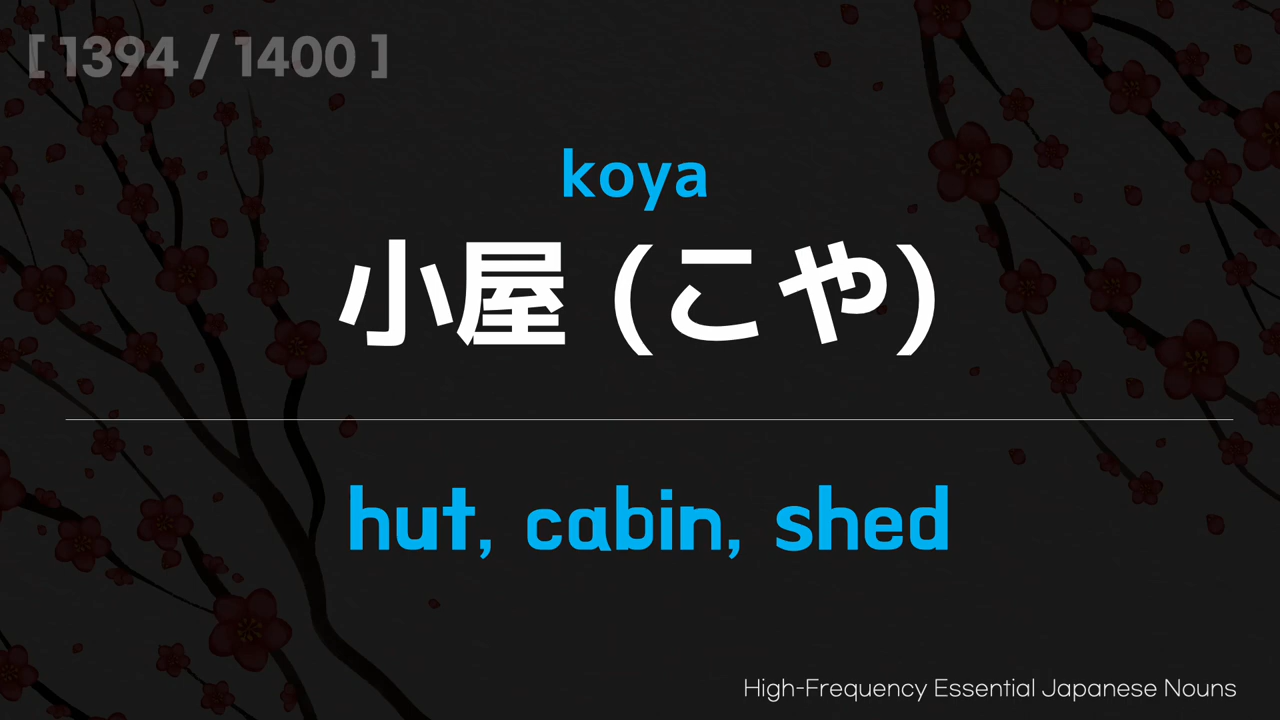 [ 1394 / 1400 ]
koya
小屋 (こや)
hut, cabin, shed
High-Frequency Essential Japanese Nouns